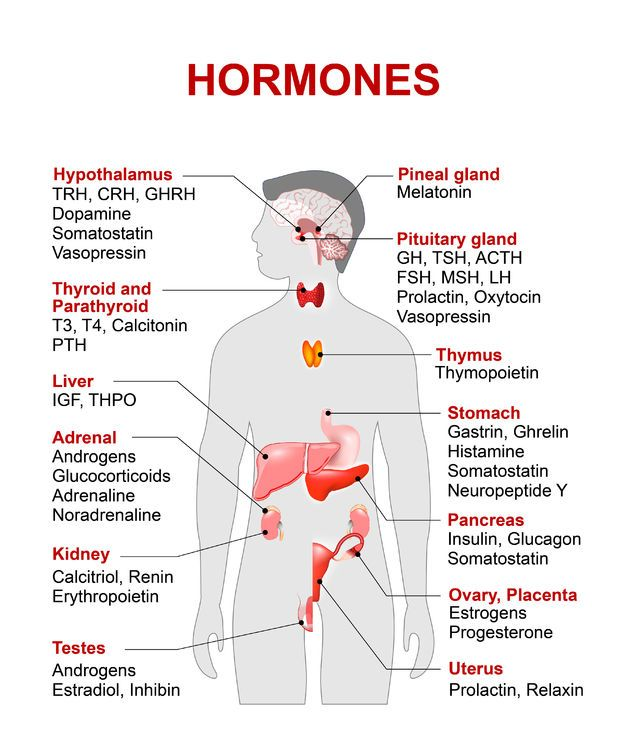 HORMONES
Hypothalamus
TRH, CRH, GHRH
Dopamine
Somatostatin
Vasopressin
Thyroid and
Parathyroid
T3, T4, Calcitonin
PTH
Liver
IGF, THPO
Adrenal
Androgens
Glucocorticoids
Adrenaline
Noradrenaline
Kidney
Calcitriol, Renin
Erythropoietin
Testes
Androgens
Estradiol, Inhibin
Pineal gland
Melatonin
Pituitary gland
GH, TSH, ACTH
FSH, MSH, LH
Prolactin, Oxytocin
Vasopressin
Thymus
Thymopoietin
Stomach
Gastrin, Ghrelin
Histamine
Somatostatin
Neuropeptide Y
Pancreas
Insulin, Glucagon
Somatostatin
Ovary, Placenta
Estrogens
Progesterone
Uterus
Prolactin, Relaxin